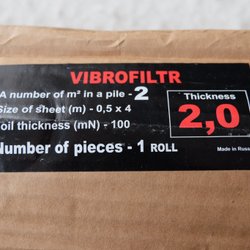 VIBROFILTR
A number of m² in a pile - 2
Size of sheet (m) - 0,5 x 4
oil thickness (mN) - 100
Number of pieces - 1 ROLL
Thickness
2,0
Made in Russ